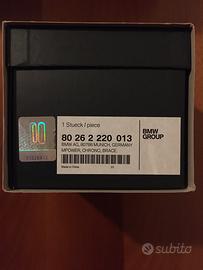 1 Stueck / piece
80 26 2 220 013
BMW AG, 80788 MUNICH, GERMANY
MPOWER, CHRONO, BRACE.
Made in China
BMW
GROUP
subito